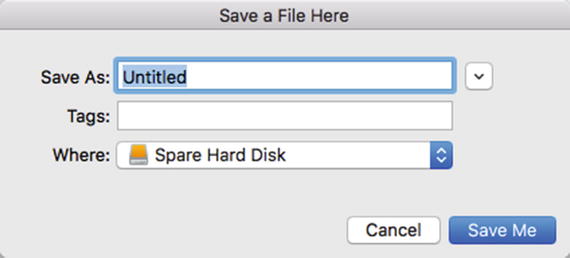 Save a File Here
Save As: Untitled
Tags:
Where: Spare Hard Disk
Cancel Save Me